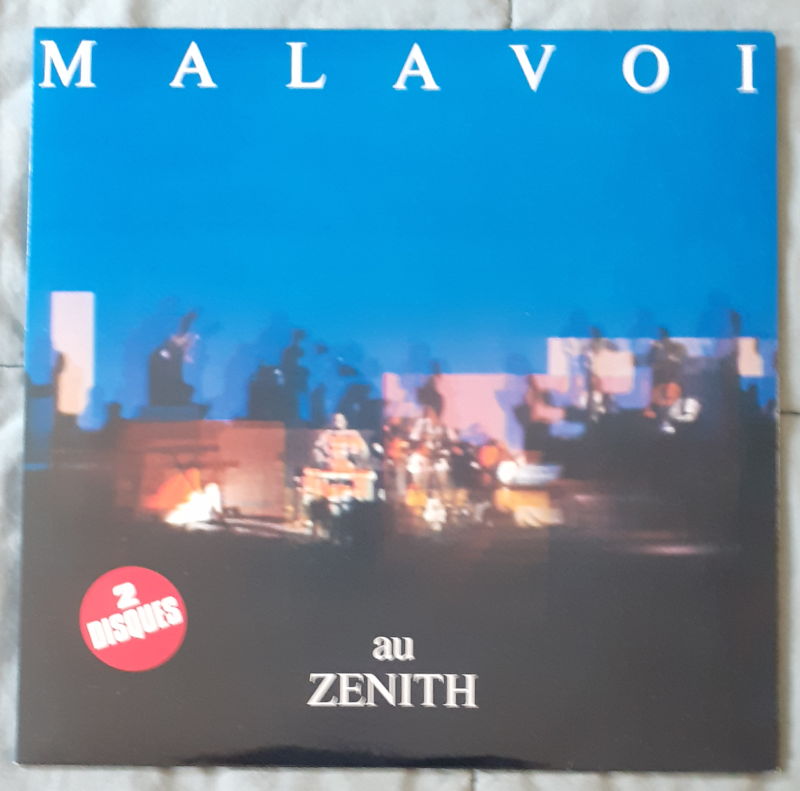 MALAVOI
2
DISQUES
au
ZENITH